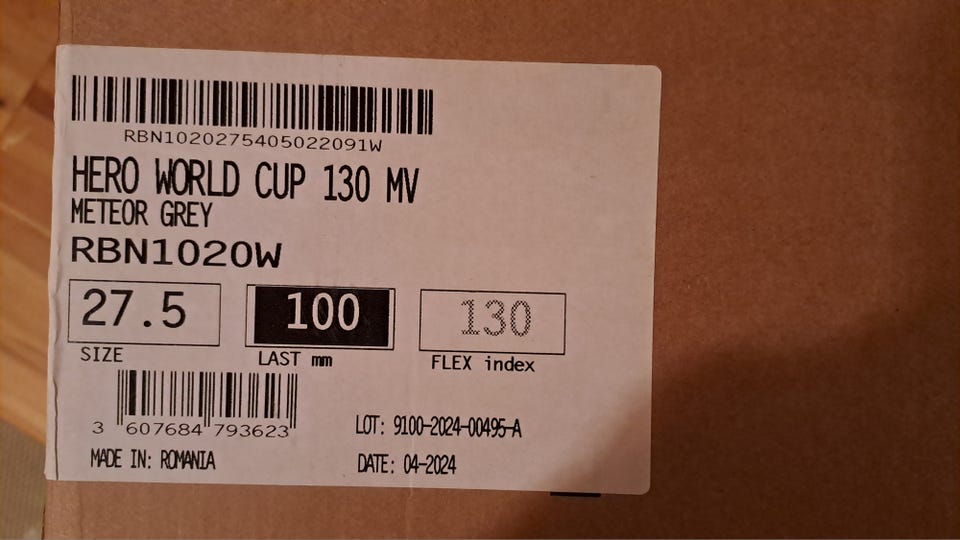 RBN1020275405022091W
HERO WORLD CUP 130 MV
METEOR GREY
RBN1020W
27.5 100 130
SIZE LAST mm FLEX index
3 607684 793623
LOT: 9100-2024-00495-A
MADE IN: ROMANIA
DATE: 04-2024